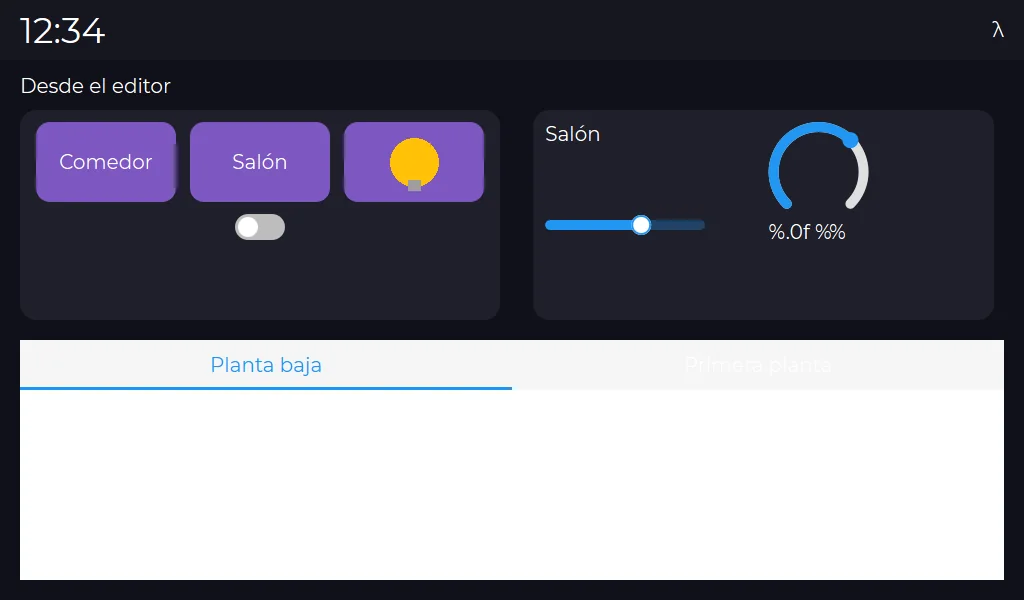 12:34
λ
Desde el editor
Comedor
Salón
Salón
%.0f %%
Planta baja
Primera planta